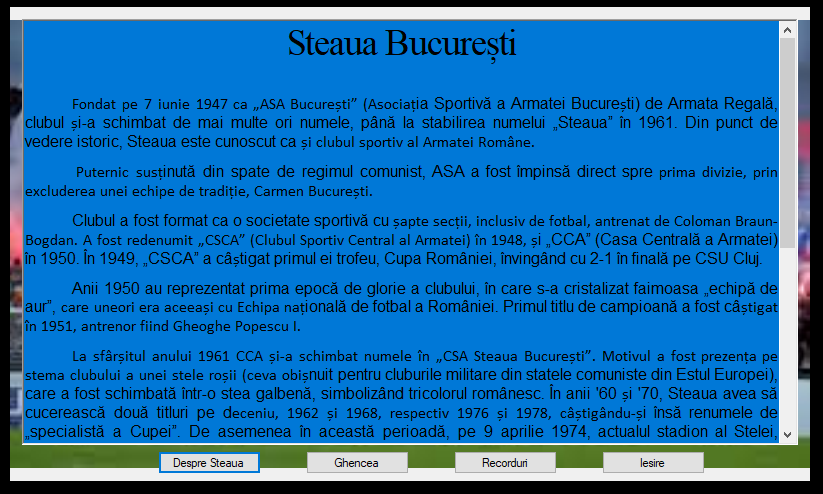 Steaua București
Fondat pe 7 iunie 1947 ca „ASA București” (Asociația Sportivă a Armatei București) de Armata Regală,
clubul și-a schimbat de mai multe ori numele, până la stabilirea numelui „Steaua” în 1961. Din punct de
vedere istoric, Steaua este cunoscut ca și clubul sportiv al Armatei Române.
Puternic susținută din spate de regimul comunist, ASA a fost împinsă direct spre prima divizie, prin
excluderea unei echipe de tradiție, Carmen București.
Clubul a fost format ca o societate sportivă cu șapte secții, inclusiv de fotbal, antrenat de Coloman Braun-
Bogdan. A fost redenumit „CSCA” (Clubul Sportiv Central al Armatei) în 1948, și „CCA” (Casa Centrală a Armatei)
în 1950. În 1949, „CSCA” a câștigat primul ei trofeu, Cupa României, învingând cu 2-1 în finală pe CSU Cluj.
Anii 1950 au reprezentat prima epocă de glorie a clubului, în care s-a cristalizat faimoasa „echipă de
aur”, care uneori era aceeași cu Echipa națională de fotbal a României. Primul titlu de campioană a fost câștigat
în 1951, antrenor fiind Gheoghe Popescu I.
La sfârșitul anului 1961 CCA și-a schimbat numele în „CSA Steaua București”. Motivul a fost prezența pe
stema clubului a unei stele roșii (ceva obișnuit pentru cluburile militare din statele comuniste din Estul Europei),
care a fost schimbată într-o stea galbenă, simbolizând tricolorul românesc. În anii '60 și '70, Steaua avea să
cucerească două titluri pe deceniu, 1962 și 1968, respectiv 1976 și 1978, câștigându-și însă renumele de
„specialistă a Cupei”. De asemenea în această perioadă, pe 9 aprilie 1974, actualul stadion al Stelei,
Despre Steaua Ghencea Recorduri Iesire